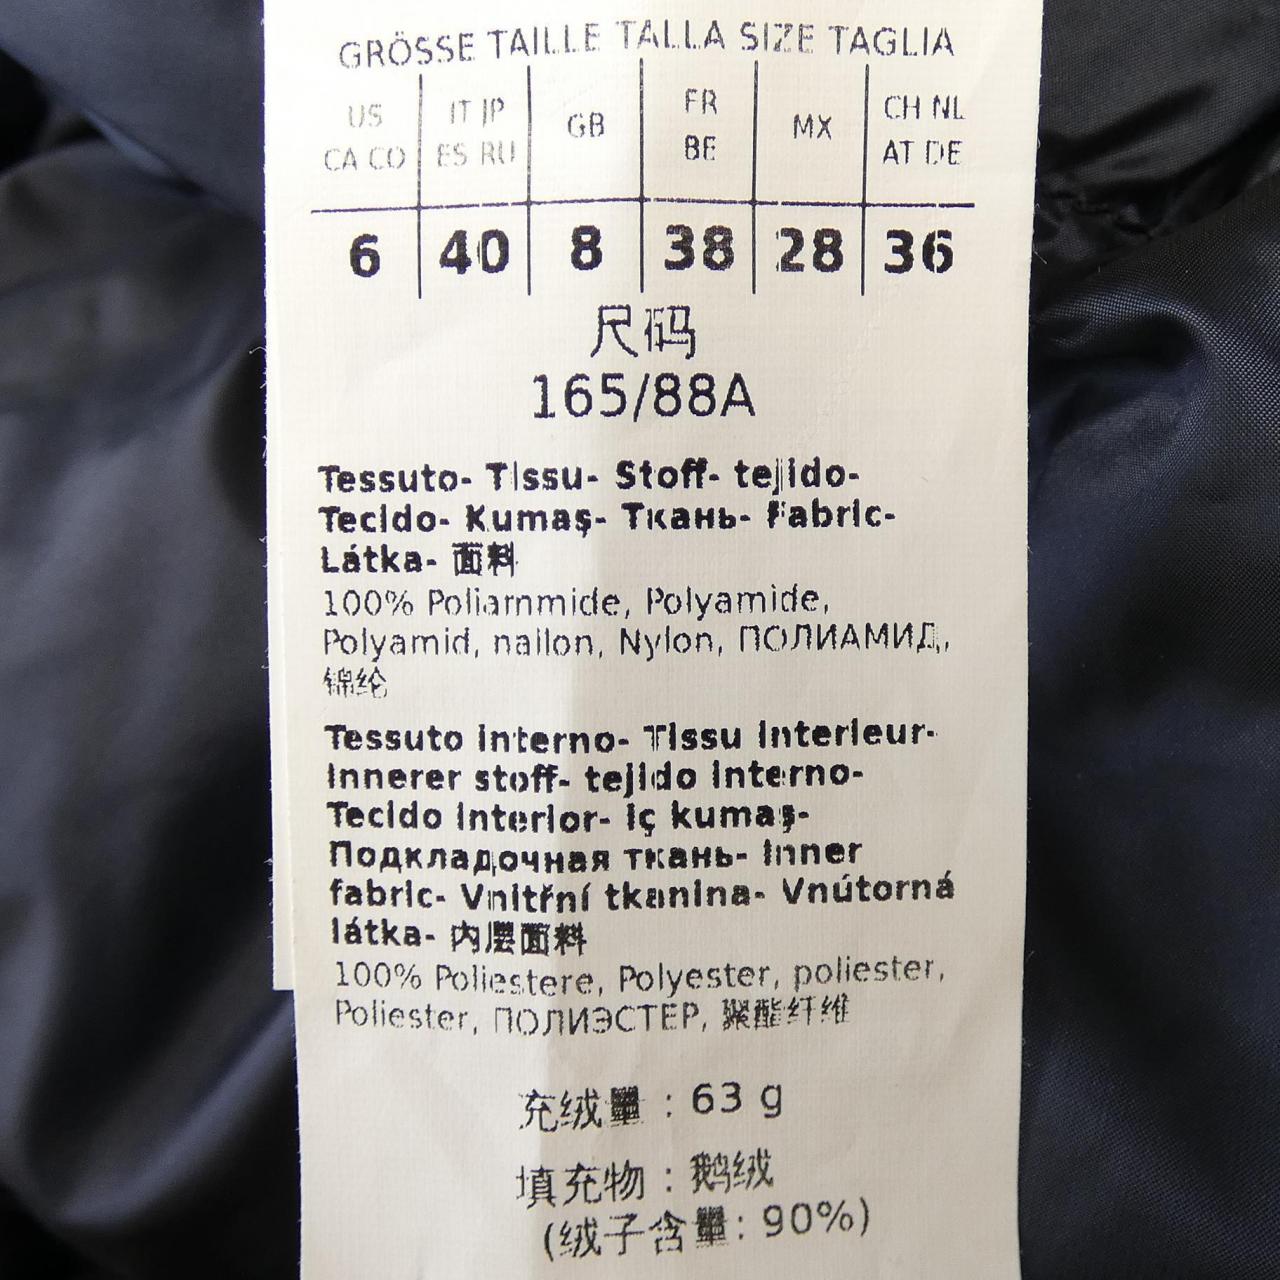 GRÖSSE TAILLE TALLA SIZE TAGLIA
US CA CO | IT JP ES RU | GB | FR BE | MX | CH NL AT DE
6 | 40 | 8 | 38 | 28 | 36
尺码
165/88A
Tessuto- Tissu- Stoff- tejido-
Tecido- Kumaş- Ткань- Fabric-
Látka- 面料
100% Poliammide, Polyamide,
Polyamid, nailon, Nylon, ПОЛИАМИД,
锦纶
Tessuto interno- Tissu interieur-
Innerer stoff- tejido interno-
Tecido interior- iç kumaş-
Подкладочная ткань- Inner
fabric- Vnitřní tkanina- Vnútorná
látka- 内层面料
100% Poliestere, Polyester, poliester,
Poliester, ПОЛИЭСТЕР, 聚酯纤维
充绒量 : 63 g
填充物 : 鹅绒
(绒子含量: 90%)